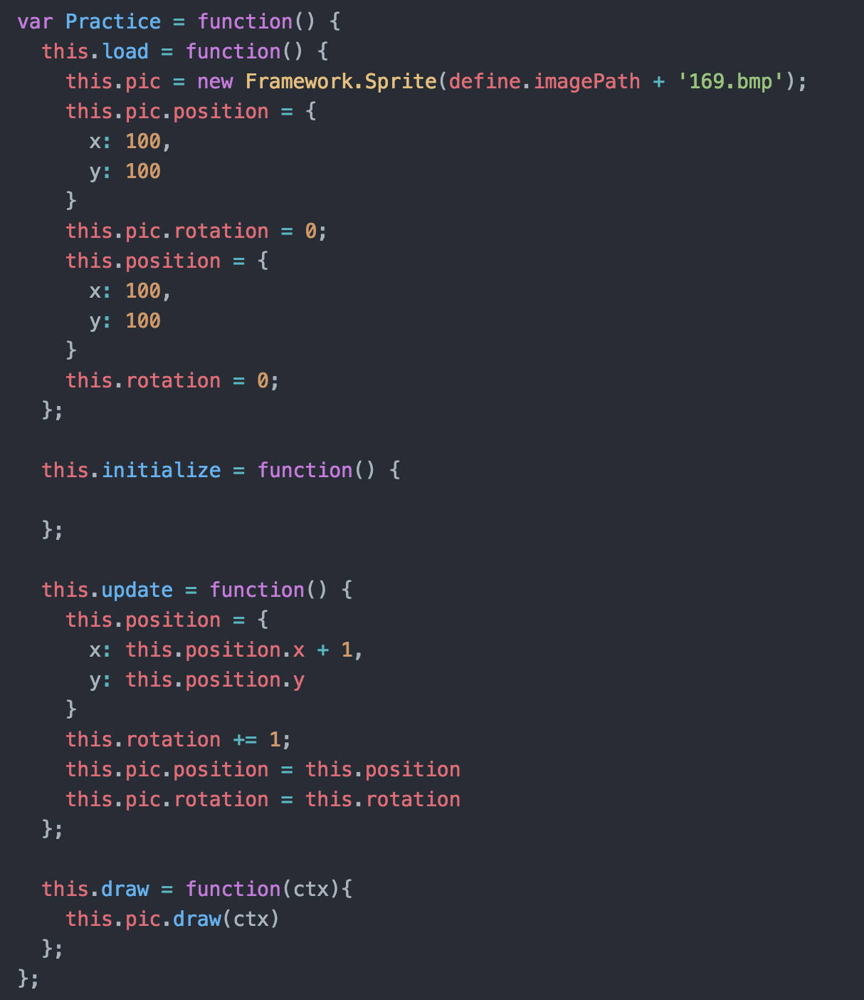 var Practice = function() {
  this.load = function() {
    this.pic = new Framework.Sprite(define.imagePath + '169.bmp');
    this.pic.position = {
      x: 100,
      y: 100
    }
    this.pic.rotation = 0;
    this.position = {
      x: 100,
      y: 100
    }
    this.rotation = 0;
  };

  this.initialize = function() {

  };

  this.update = function() {
    this.position = {
      x: this.position.x + 1,
      y: this.position.y
    }
    this.rotation += 1;
    this.pic.position = this.position
    this.pic.rotation = this.rotation
  };

  this.draw = function(ctx){
    this.pic.draw(ctx)
  };
};